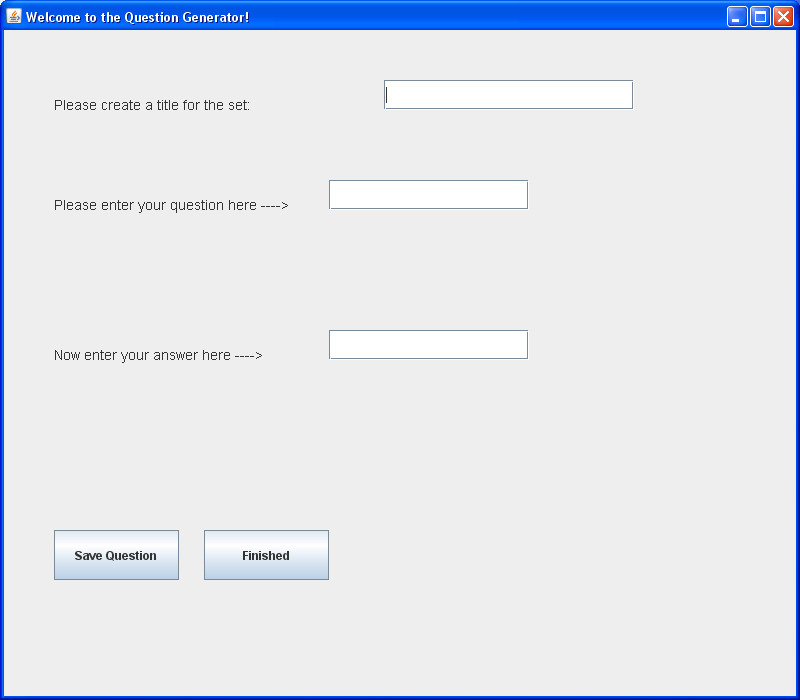 Welcome to the Question Generator!
Please create a title for the set:
Please enter your question here ---->
Now enter your answer here ---->
Save Question
Finished